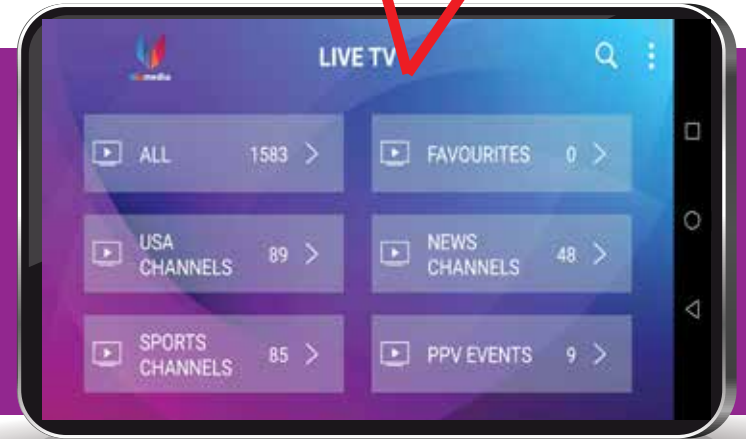 LIVE TV
ALL 1583
FAVOURITES 0
USA
CHANNELS 89
NEWS
CHANNELS 48
SPORTS
CHANNELS 85
PPV EVENTS 9